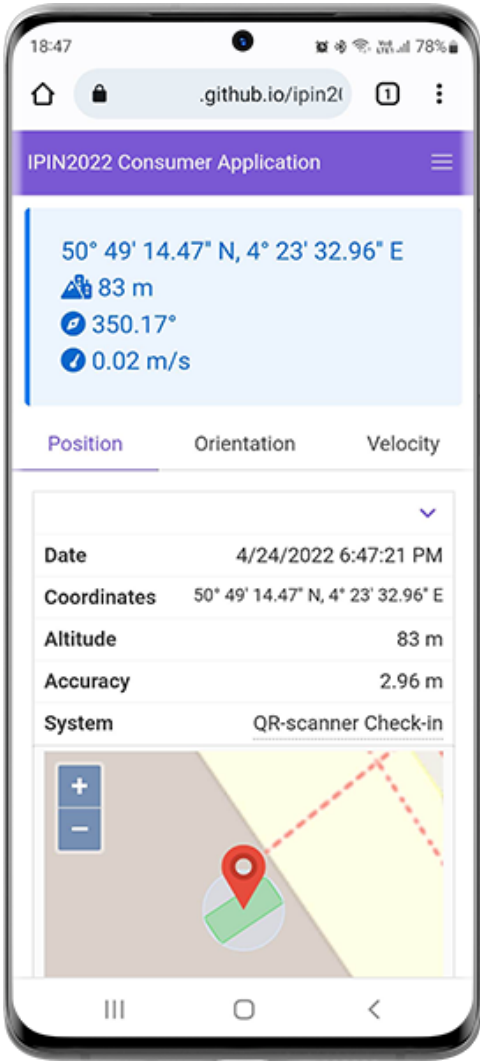 18:47
78%
.github.io/ipin20
1
IPIN2022 Consumer Application
50° 49' 14.47" N, 4° 23' 32.96" E
83 m
350.17°
0.02 m/s
Position Orientation Velocity
Date 4/24/2022 6:47:21 PM
Coordinates 50° 49' 14.47" N, 4° 23' 32.96" E
Altitude 83 m
Accuracy 2.96 m
System QR-scanner Check-in
+
−